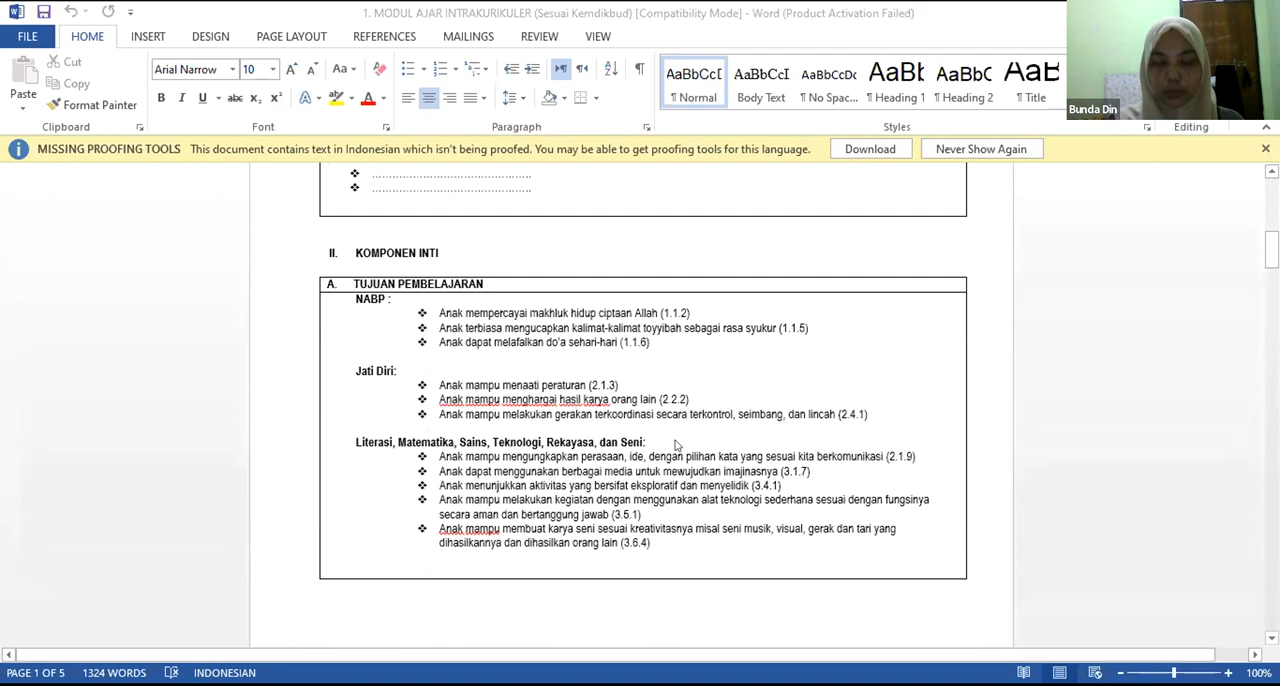 1. MODUL AJAR INTRAKURIKULER (Sesuai Kemdikbud) [Compatibility Mode] - Word (Product Activation Failed)
FILE HOME INSERT DESIGN PAGE LAYOUT REFERENCES MAILINGS REVIEW VIEW
Paste
Cut
Copy
Format Painter
Clipboard
Arial Narrow 10
Font
Paragraph
AaBbCcI AaBbCcI AaBbCcDc AaBb AaBbC AaBb
¶ Normal Body Text ¶ No Spac... ¶ Heading 1 ¶ Heading 2 ¶ Title
Styles
Editing
Bunda Din
MISSING PROOFING TOOLS This document contains text in Indonesian which isn't being proofed. You may be able to get proofing tools for this language. Download Never Show Again
❖ ………………………………..
❖ ………………………………..
II. KOMPONEN INTI
A. TUJUAN PEMBELAJARAN
NABP :
❖ Anak mempercayai makhluk hidup ciptaan Allah (1.1.2)
❖ Anak terbiasa mengucapkan kalimat-kalimat toyyibah sebagai rasa syukur (1.1.5)
❖ Anak dapat melafalkan do'a sehari-hari (1.1.6)
Jati Diri:
❖ Anak mampu menaati peraturan (2.1.3)
❖ Anak mampu menghargai hasil karya orang lain (2.2.2)
❖ Anak mampu melakukan gerakan terkoordinasi secara terkontrol, seimbang, dan lincah (2.4.1)
Literasi, Matematika, Sains, Teknologi, Rekayasa, dan Seni:
❖ Anak mampu mengungkapkan perasaan, ide, dengan pilihan kata yang sesuai kita berkomunikasi (2.1.9)
❖ Anak dapat menggunakan berbagai media untuk mewujudkan imajinasnya (3.1.7)
❖ Anak menunjukkan aktivitas yang bersifat eksploratif dan menyelidik (3.4.1)
❖ Anak mampu melakukan kegiatan dengan menggunakan alat teknologi sederhana sesuai dengan fungsinya
secara aman dan bertanggung jawab (3.5.1)
❖ Anak mampu membuat karya seni sesuai kreativitasnya misal seni musik, visual, gerak dan tari yang
dihasilkannya dan dihasilkan orang lain (3.6.4)
PAGE 1 OF 5 1324 WORDS INDONESIAN 100%